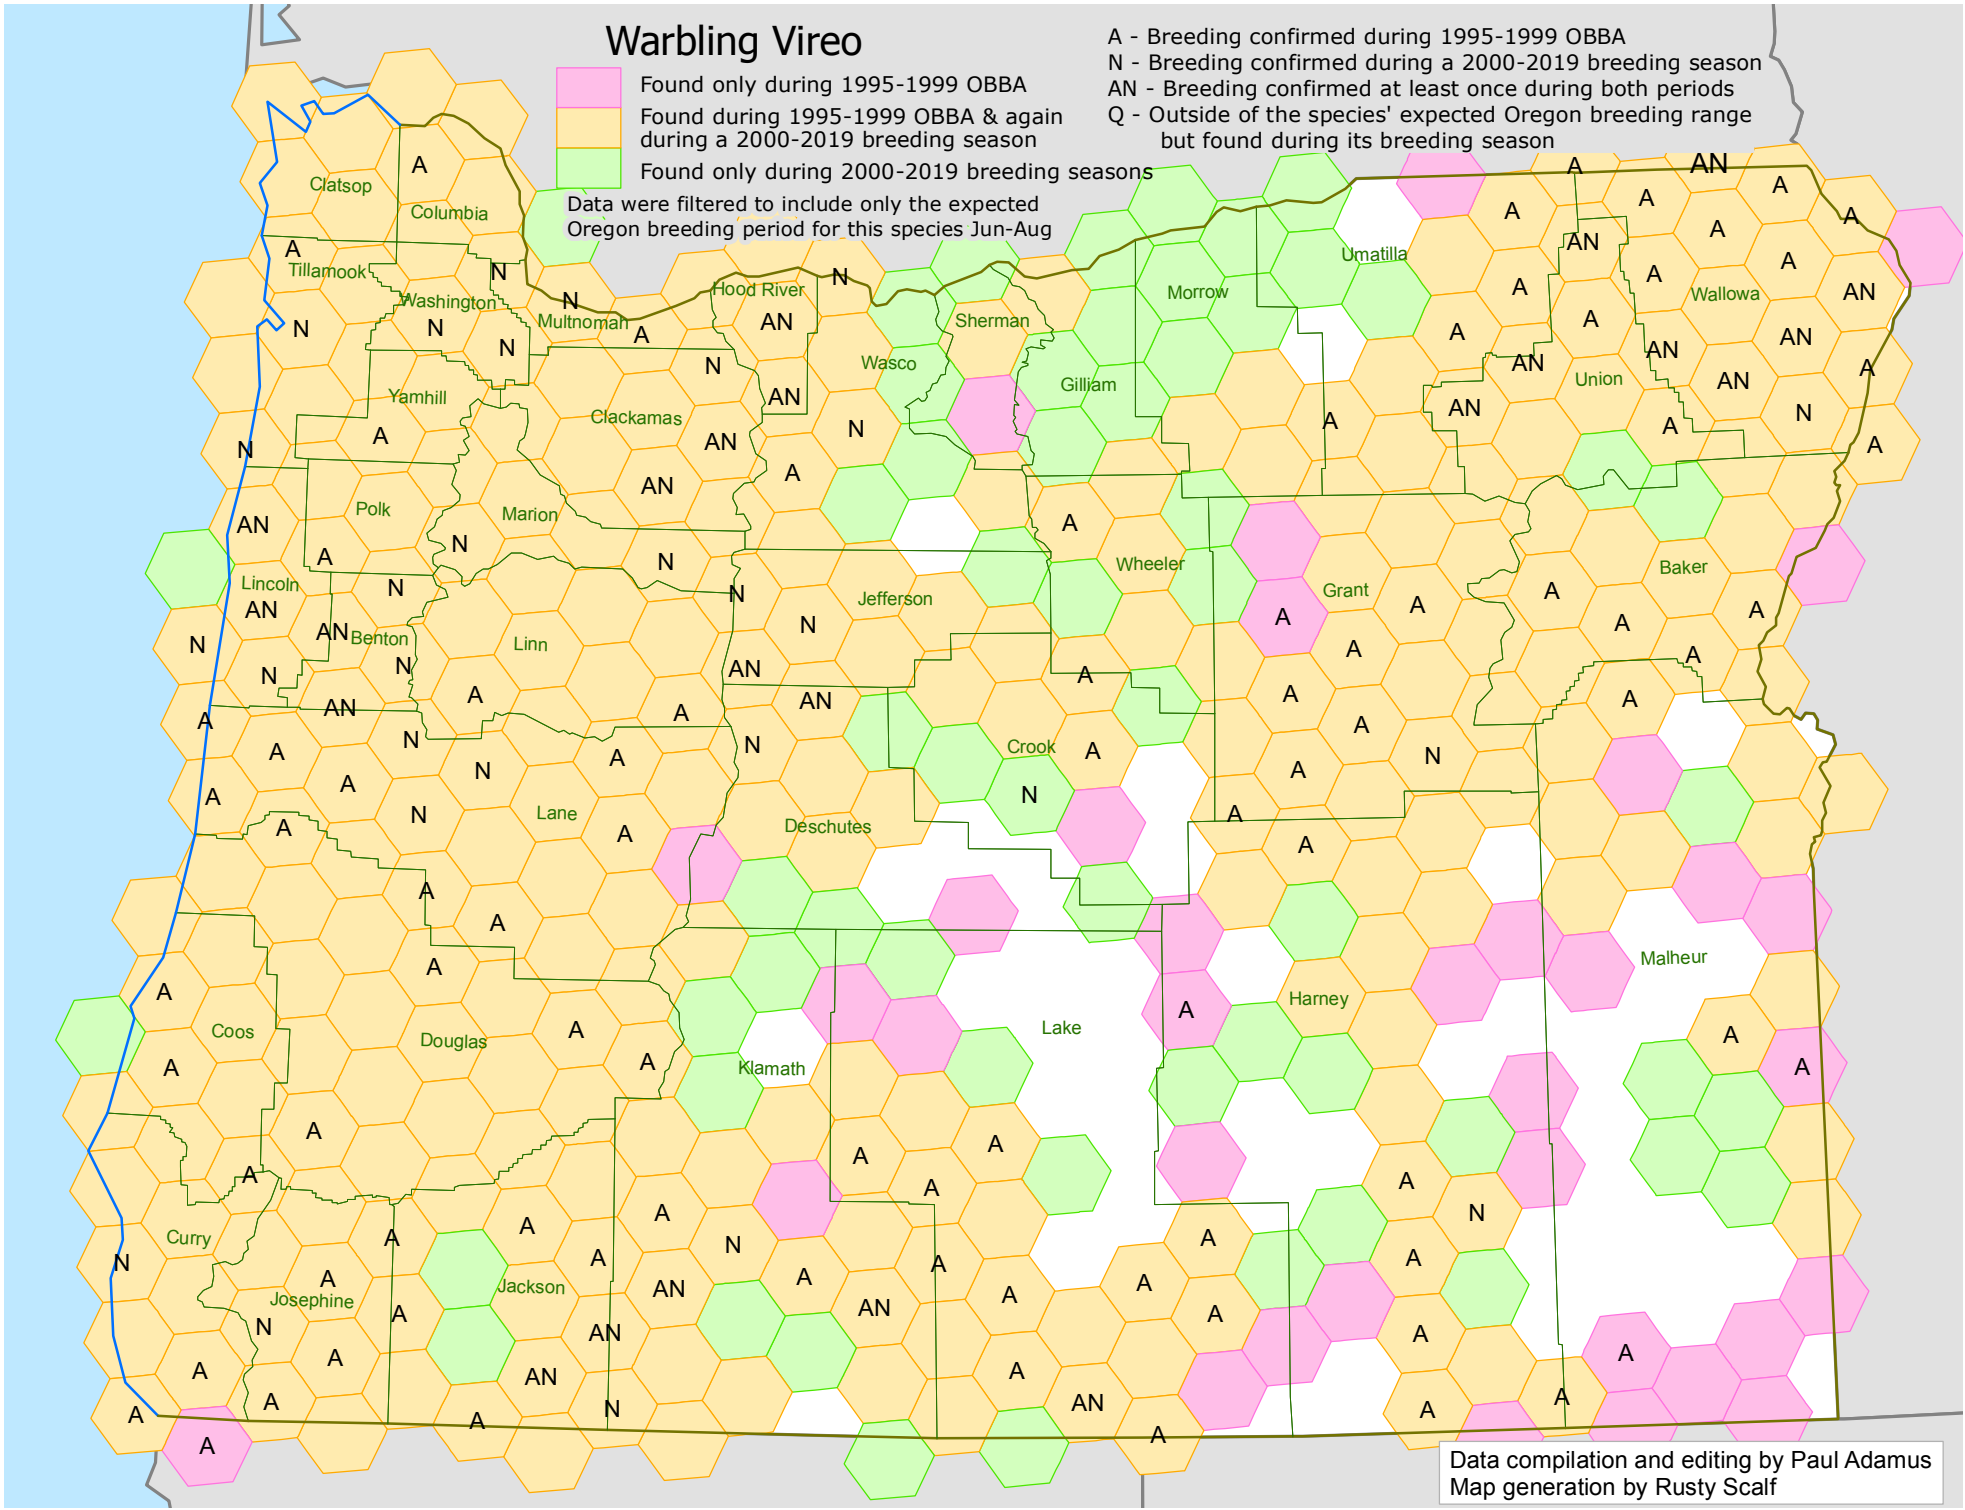 Warbling Vireo
Found only during 1995-1999 OBBA
Found during 1995-1999 OBBA & again
during a 2000-2019 breeding season
Found only during 2000-2019 breeding seasons
Data were filtered to include only the expected
Oregon breeding period for this species Jun-Aug
A - Breeding confirmed during 1995-1999 OBBA
N - Breeding confirmed during a 2000-2019 breeding season
AN - Breeding confirmed at least once during both periods
Q - Outside of the species' expected Oregon breeding range
but found during its breeding season
Clatsop
Columbia
Tillamook
Washington
Multnomah
Hood River
Wasco
Sherman
Gilliam
Morrow
Umatilla
Union
Wallowa
Yamhill
Clackamas
Polk
Marion
Lincoln
Benton
Linn
Jefferson
Wheeler
Grant
Baker
Crook
Deschutes
Lane
Coos
Douglas
Klamath
Lake
Harney
Malheur
Curry
Josephine
Jackson
Data compilation and editing by Paul Adamus
Map generation by Rusty Scalf